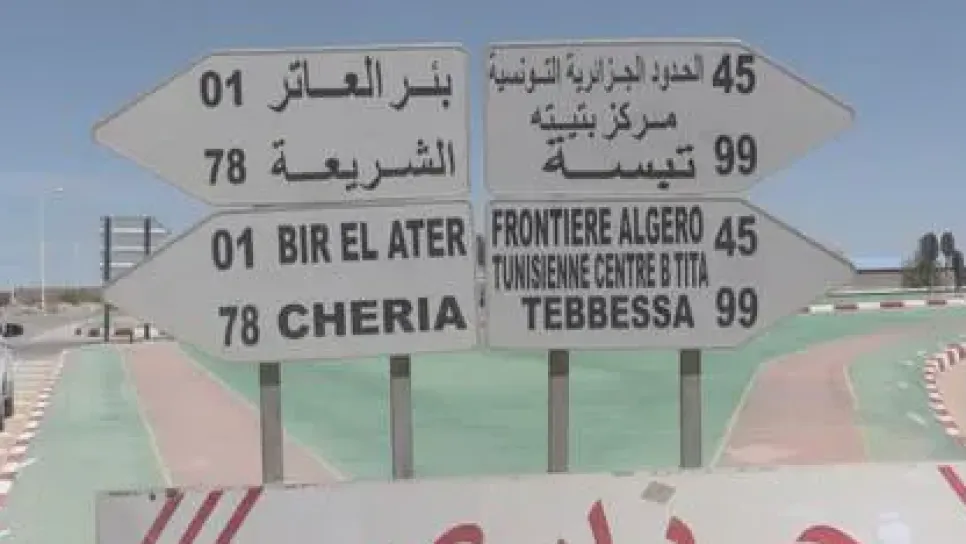 01 بئر العاتر
78 الشريعة
الحدود الجزائرية التونسية 45
مركز بتيته
تبسة 99
01 BIR EL ATER
78 CHERIA
FRONTIERE ALGERO 45
TUNISIENNE CENTRE B TITA
TEBBESSA 99